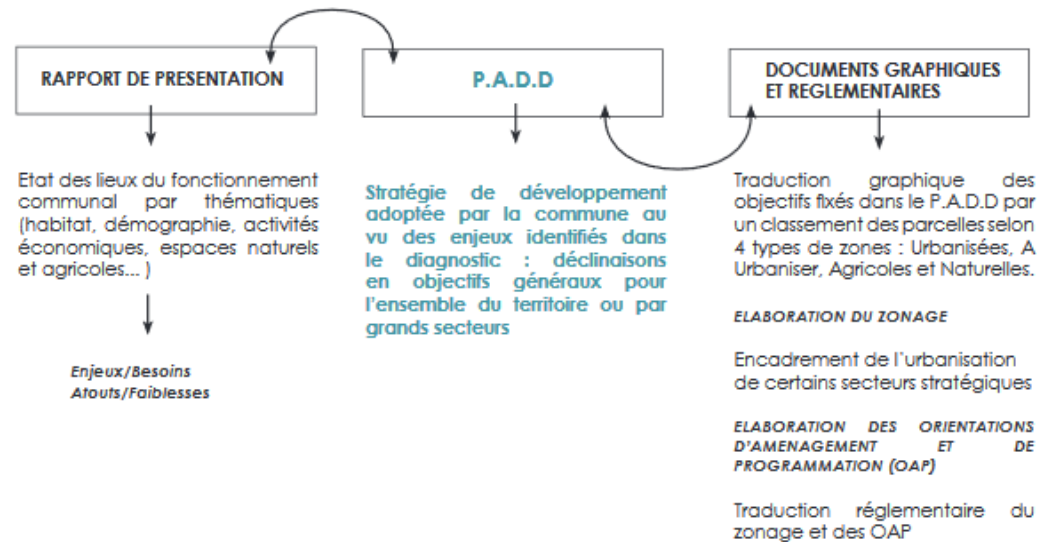 RAPPORT DE PRESENTATION
Etat des lieux du fonctionnement
communal par thématiques
(habitat, démographie, activités
économiques, espaces naturels
et agricoles... )
Enjeux/Besoins
Atouts/Faiblesses
P.A.D.D
Stratégie de développement
adoptée par la commune au
vu des enjeux identifiés dans
le diagnostic : déclinaisons
en objectifs généraux pour
l'ensemble du territoire ou par
grands secteurs
DOCUMENTS GRAPHIQUES
ET REGLEMENTAIRES
Traduction graphique des
objectifs fixés dans le P.A.D.D par
un classement des parcelles selon
4 types de zones : Urbanisées, A
Urbaniser, Agricoles et Naturelles.
ELABORATION DU ZONAGE
Encadrement de l'urbanisation
de certains secteurs stratégiques
ELABORATION DES ORIENTATIONS
D'AMENAGEMENT ET DE
PROGRAMMATION (OAP)
Traduction réglementaire du
zonage et des OAP